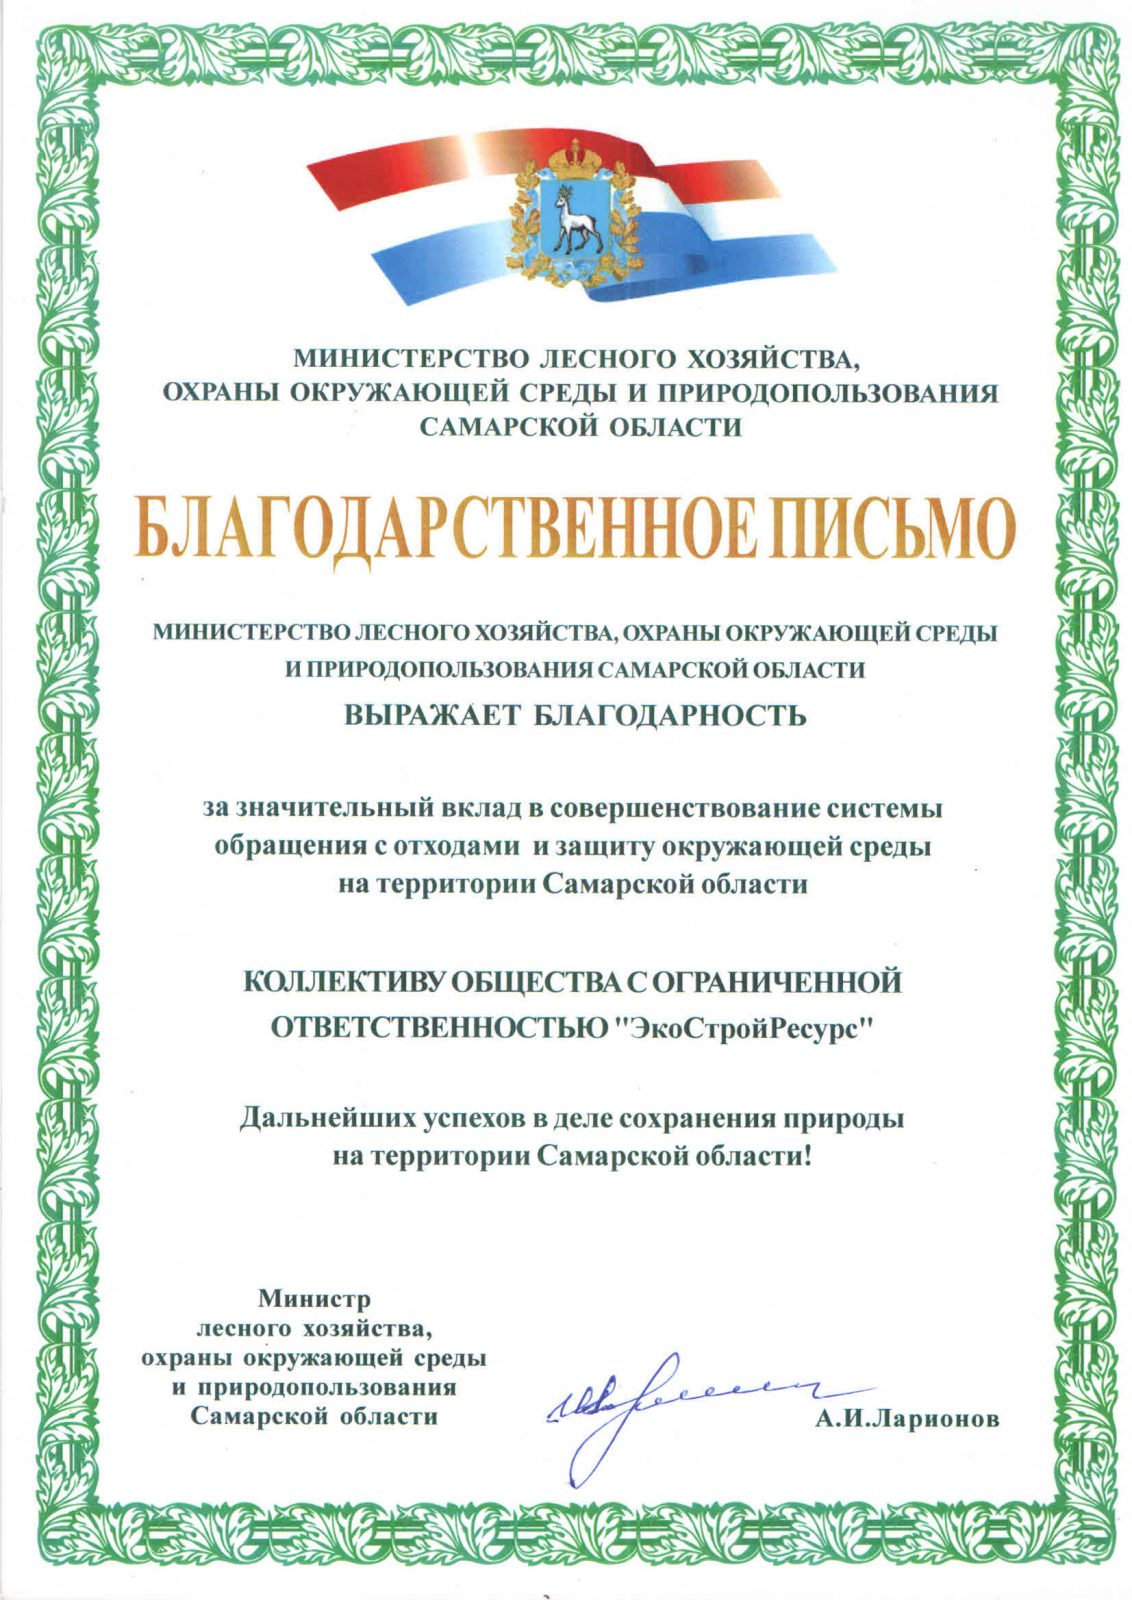 МИНИСТЕРСТВО ЛЕСНОГО ХОЗЯЙСТВА,
ОХРАНЫ ОКРУЖАЮЩЕЙ СРЕДЫ И ПРИРОДОПОЛЬЗОВАНИЯ
САМАРСКОЙ ОБЛАСТИ
БЛАГОДАРСТВЕННОЕ ПИСЬМО
МИНИСТЕРСТВО ЛЕСНОГО ХОЗЯЙСТВА, ОХРАНЫ ОКРУЖАЮЩЕЙ СРЕДЫ
И ПРИРОДОПОЛЬЗОВАНИЯ САМАРСКОЙ ОБЛАСТИ
ВЫРАЖАЕТ БЛАГОДАРНОСТЬ
за значительный вклад в совершенствование системы
обращения с отходами и защиту окружающей среды
на территории Самарской области
КОЛЛЕКТИВУ ОБЩЕСТВА С ОГРАНИЧЕННОЙ
ОТВЕТСТВЕННОСТЬЮ "ЭкоСтройРесурс"
Дальнейших успехов в деле сохранения природы
на территории Самарской области!
Министр
лесного хозяйства,
охраны окружающей среды
и природопользования
Самарской области
А.И.Ларионов